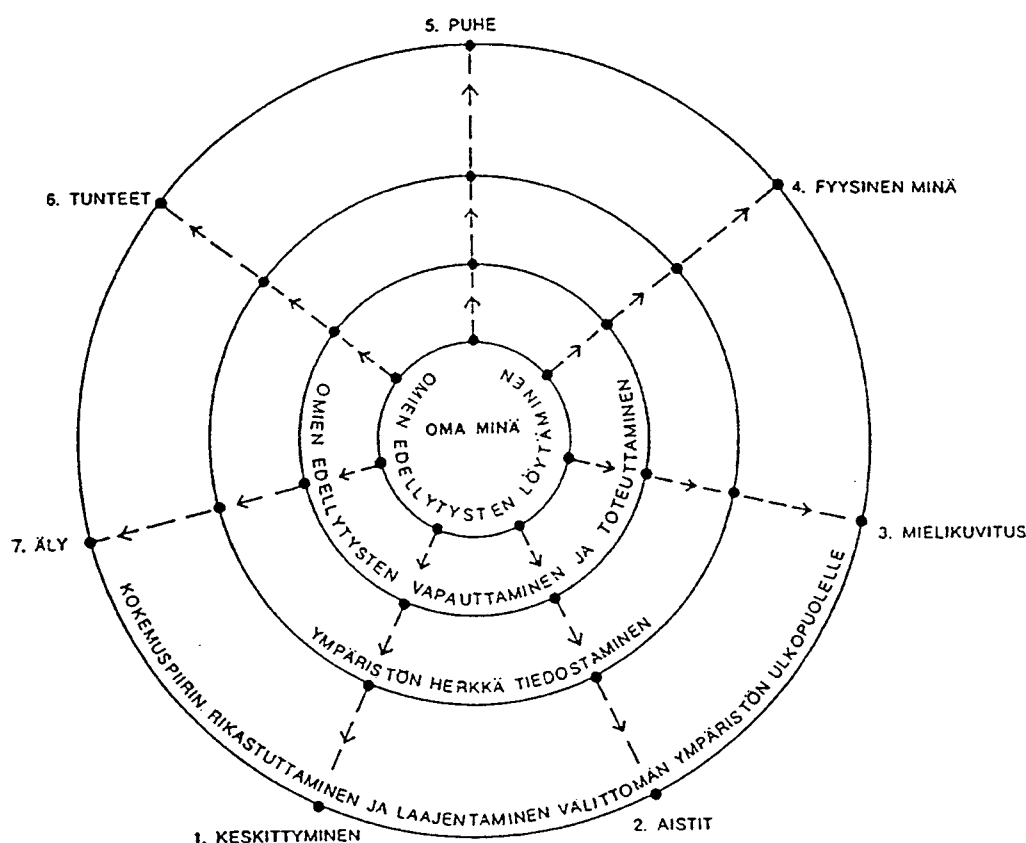 5. PUHE
6. TUNTEET
4. FYYSINEN MINÄ
OMA MINÄ
OMIEN EDELLYTYSTEN LÖYTÄMINEN
OMIEN EDELLYTYSTEN VAPAUTTAMINEN JA TOTEUTTAMINEN
YMPÄRISTÖN HERKKÄ TIEDOSTAMINEN
KOKEMUSPIIRIN RIKASTUTTAMINEN JA LAAJENTAMINEN VÄLITTÖMÄN YMPÄRISTÖN ULKOPUOLELLE
7. ÄLY
3. MIELIKUVITUS
1. KESKITTYMINEN
2. AISTIT